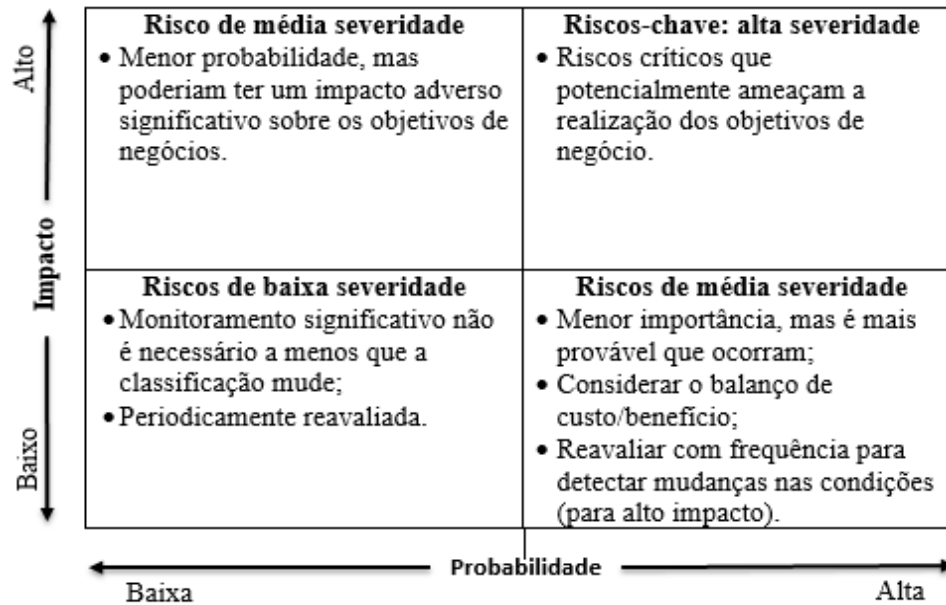 Alto
Impacto
Baixo
Risco de média severidade
• Menor probabilidade, mas
poderiam ter um impacto adverso
significativo sobre os objetivos de
negócios.
Riscos-chave: alta severidade
• Riscos críticos que
potencialmente ameaçam a
realização dos objetivos de
negócio.
Riscos de baixa severidade
• Monitoramento significativo não
é necessário a menos que a
classificação mude;
• Periodicamente reavaliada.
Riscos de média severidade
• Menor importância, mas é mais
provável que ocorram;
• Considerar o balanço de
custo/benefício;
• Reavaliar com frequência para
detectar mudanças nas condições
(para alto impacto).
Probabilidade
Baixa
Alta